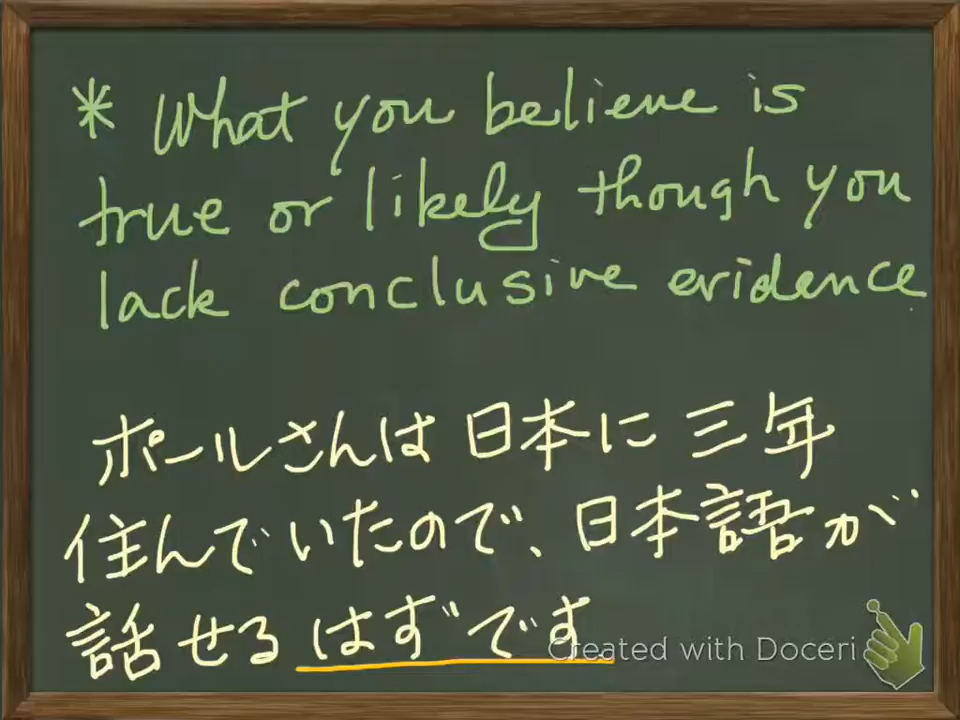 * What you believe is
true or likely though you
lack conclusive evidence
ポールさんは日本に三年
住んでいたので、日本語が
話せるはずです
Created with Doceri